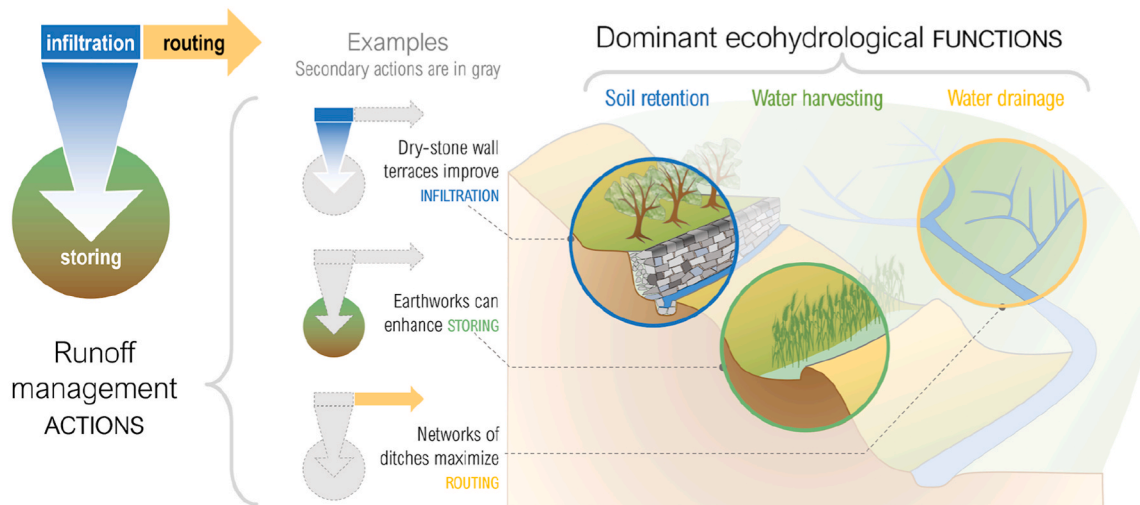 infiltration
routing
storing
Runoff
management
ACTIONS
Examples
Secondary actions are in gray
Dry-stone wall
terraces improve
INFILTRATION
Earthworks can
enhance STORING
Networks of
ditches maximize
ROUTING
Dominant ecohydrological FUNCTIONS
Soil retention
Water harvesting
Water drainage